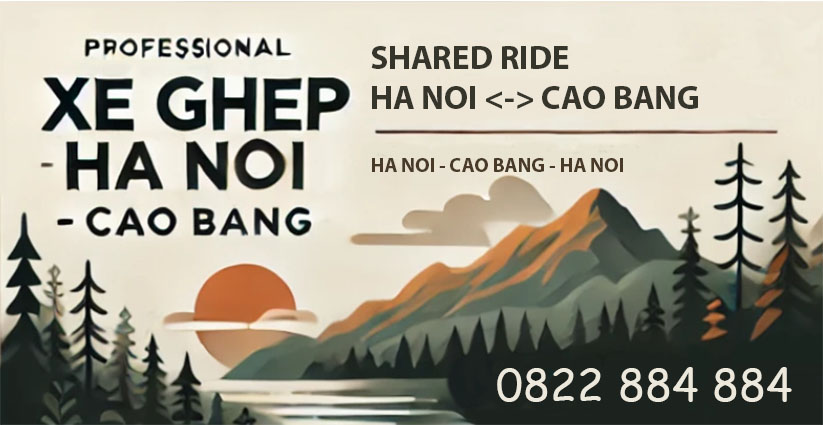 PROFESSIONAL
XE GHEP
- HA NOI
- CAO BANG
SHARED RIDE
HA NOI <-> CAO BANG
HA NOI - CAO BANG - HA NOI
0822 884 884